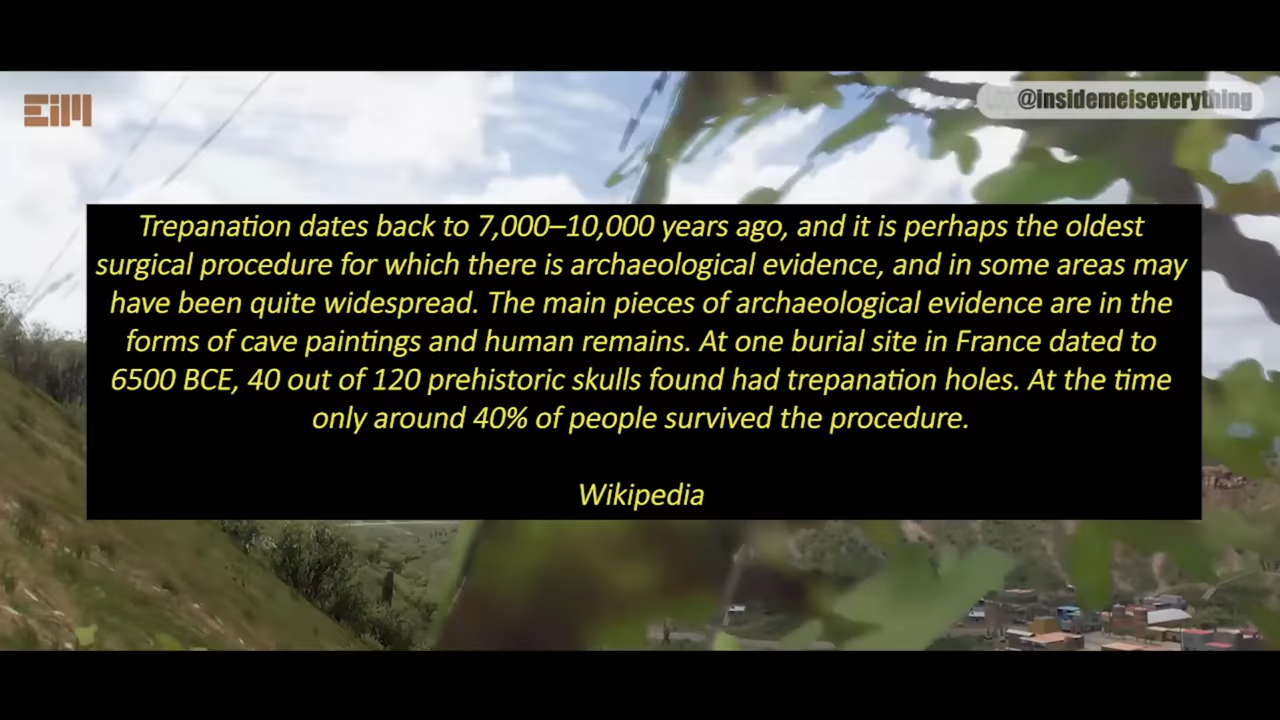 EiM
@insidemeiseverything
Trepanation dates back to 7,000–10,000 years ago, and it is perhaps the oldest
surgical procedure for which there is archaeological evidence, and in some areas may
have been quite widespread. The main pieces of archaeological evidence are in the
forms of cave paintings and human remains. At one burial site in France dated to
6500 BCE, 40 out of 120 prehistoric skulls found had trepanation holes. At the time
only around 40% of people survived the procedure.
Wikipedia